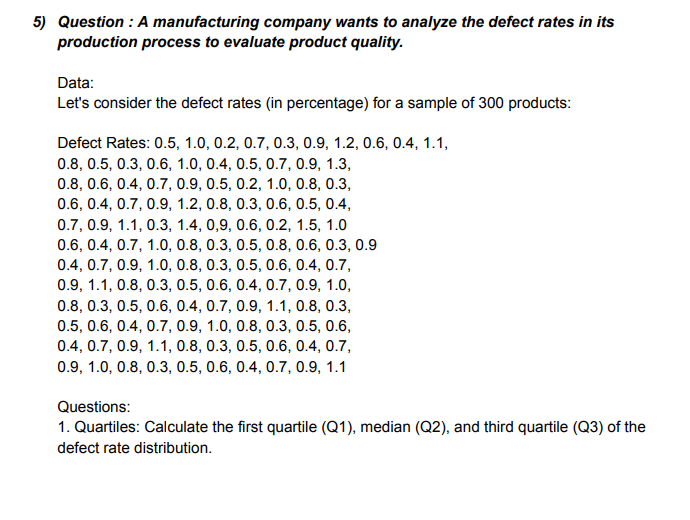 5) Question : A manufacturing company wants to analyze the defect rates in its
production process to evaluate product quality.
Data:
Let's consider the defect rates (in percentage) for a sample of 300 products:
Defect Rates: 0.5, 1.0, 0.2, 0.7, 0.3, 0.9, 1.2, 0.6, 0.4, 1.1,
0.8, 0.5, 0.3, 0.6, 1.0, 0.4, 0.5, 0.7, 0.9, 1.3,
0.8, 0.6, 0.4, 0.7, 0.9, 0.5, 0.2, 1.0, 0.8, 0.3,
0.6, 0.4, 0.7, 0.9, 1.2, 0.8, 0.3, 0.6, 0.5, 0.4,
0.7, 0.9, 1.1, 0.3, 1.4, 0,9, 0.6, 0.2, 1.5, 1.0
0.6, 0.4, 0.7, 1.0, 0.8, 0.3, 0.5, 0.8, 0.6, 0.3, 0.9
0.4, 0.7, 0.9, 1.0, 0.8, 0.3, 0.5, 0.6, 0.4, 0.7,
0.9, 1.1, 0.8, 0.3, 0.5, 0.6, 0.4, 0.7, 0.9, 1.0,
0.8, 0.3, 0.5, 0.6, 0.4, 0.7, 0.9, 1.1, 0.8, 0.3,
0.5, 0.6, 0.4, 0.7, 0.9, 1.0, 0.8, 0.3, 0.5, 0.6,
0.4, 0.7, 0.9, 1.1, 0.8, 0.3, 0.5, 0.6, 0.4, 0.7,
0.9, 1.0, 0.8, 0.3, 0.5, 0.6, 0.4, 0.7, 0.9, 1.1
Questions:
1. Quartiles: Calculate the first quartile (Q1), median (Q2), and third quartile (Q3) of the
defect rate distribution.